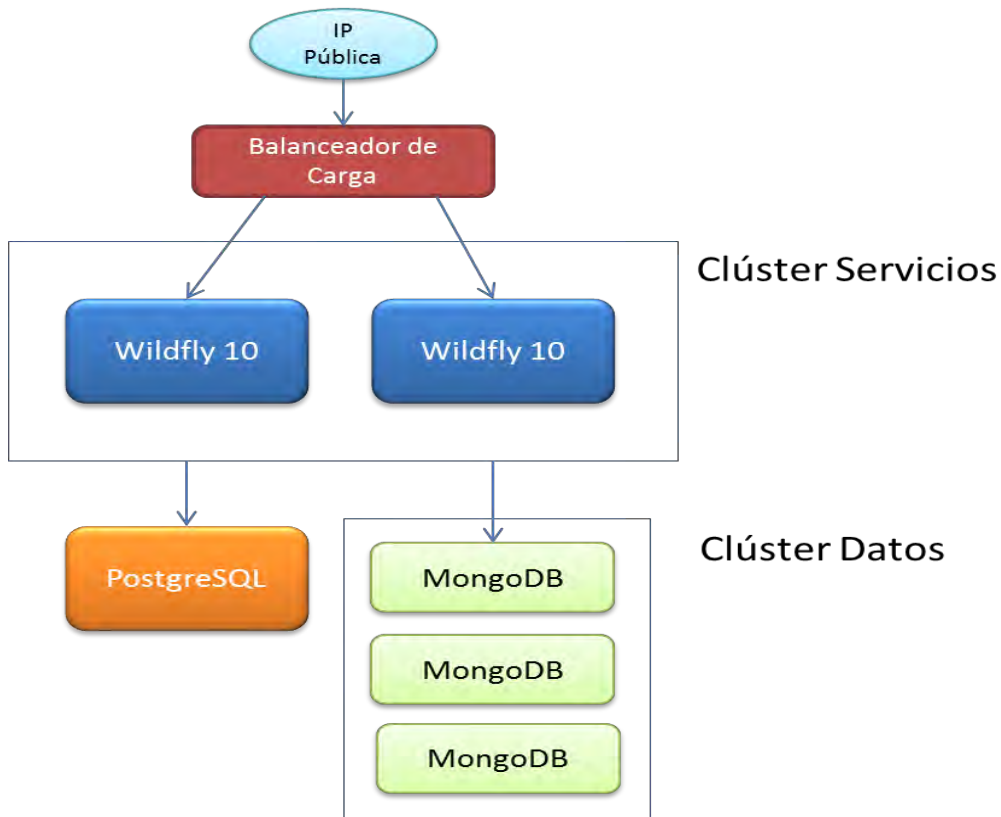 IP
Pública
Balanceador de
Carga
Clúster Servicios
Wildfly 10
Wildfly 10
PostgreSQL
Clúster Datos
MongoDB
MongoDB
MongoDB